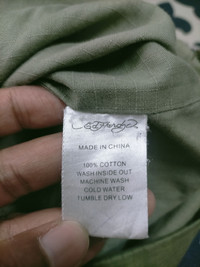 MADE IN CHINA
100% COTTON
WASH INSIDE OUT
MACHINE WASH
COLD WATER
TUMBLE DRY LOW